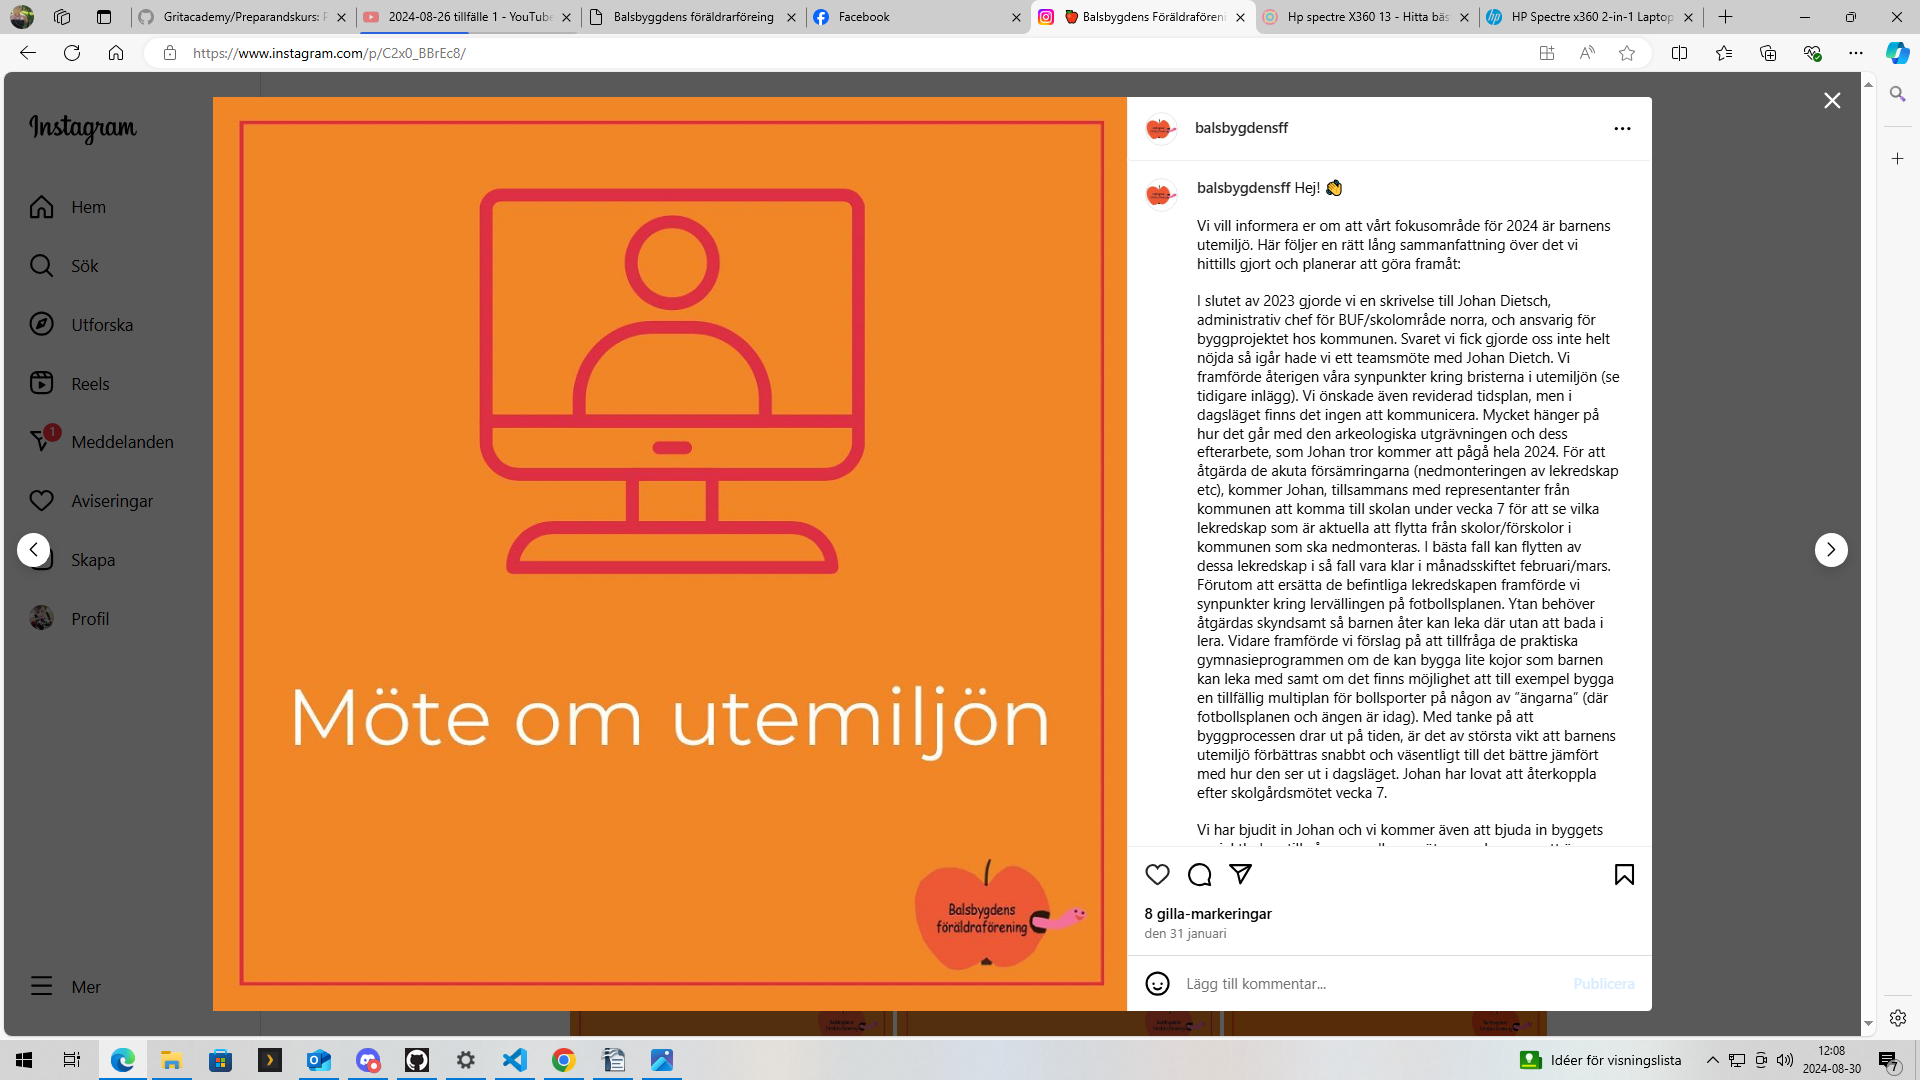 Gritacademy/Preparandskurs: P
2024-08-26 tillfälle 1 - YouTube
Balsbyggdens föräldrarföreing
Facebook
Balsbygdens Föräldraföreni
Hp spectre X360 13 - Hitta bäs
HP Spectre x360 2-in-1 Laptop
https://www.instagram.com/p/C2x0_BBrEc8/
Instagram
Hem
Sök
Utforska
Reels
1
Meddelanden
Aviseringar
Skapa
Profil
Mer
Möte om utemiljön
Balsbygdens
föräldraförening
balsbygdensff
balsbygdensff Hej! 👏
Vi vill informera er om att vårt fokusområde för 2024 är barnens
utemiljö. Här följer en rätt lång sammanfattning över det vi
hittills gjort och planerar att göra framåt:
I slutet av 2023 gjorde vi en skrivelse till Johan Dietsch,
administrativ chef för BUF/skolområde norra, och ansvarig för
byggprojektet hos kommunen. Svaret vi fick gjorde oss inte helt
nöjda så igår hade vi ett teamsmöte med Johan Dietch. Vi
framförde återigen våra synpunkter kring bristerna i utemiljön (se
tidigare inlägg). Vi önskade även reviderad tidsplan, men i
dagsläget finns det ingen att kommunicera. Mycket hänger på
hur det går med den arkeologiska utgrävningen och dess
efterarbete, som Johan tror kommer att pågå hela 2024. För att
åtgärda de akuta försämringarna (nedmonteringen av lekredskap
etc), kommer Johan, tillsammans med representanter från
kommunen att komma till skolan under vecka 7 för att se vilka
lekredskap som är aktuella att flytta från skolor/förskolor i
kommunen som ska nedmonteras. I bästa fall kan flytten av
dessa lekredskap i så fall vara klar i månadsskiftet februari/mars.
Förutom att ersätta de befintliga lekredskapen framförde vi
synpunkter kring lervällingen på fotbollsplanen. Ytan behöver
åtgärdas skyndsamt så barnen åter kan leka där utan att bada i
lera. Vidare framförde vi förslag på att tillfråga de praktiska
gymnasieprogrammen om de kan bygga lite kojor som barnen
kan leka med samt om det finns möjlighet att till exempel bygga
en tillfällig multiplan för bollsporter på någon av ”ängarna” (där
fotbollsplanen och ängen är idag). Med tanke på att
byggprocessen drar ut på tiden, är det av största vikt att barnens
utemiljö förbättras snabbt och väsentligt till det bättre jämfört
med hur den ser ut i dagsläget. Johan har lovat att återkoppla
efter skolgårdsmötet vecka 7.
Vi har bjudit in Johan och vi kommer även att bjuda in byggets
8 gilla-markeringar
den 31 januari
Lägg till kommentar...
Publicera
Idéer för visningslista
12:08
2024-08-30
7